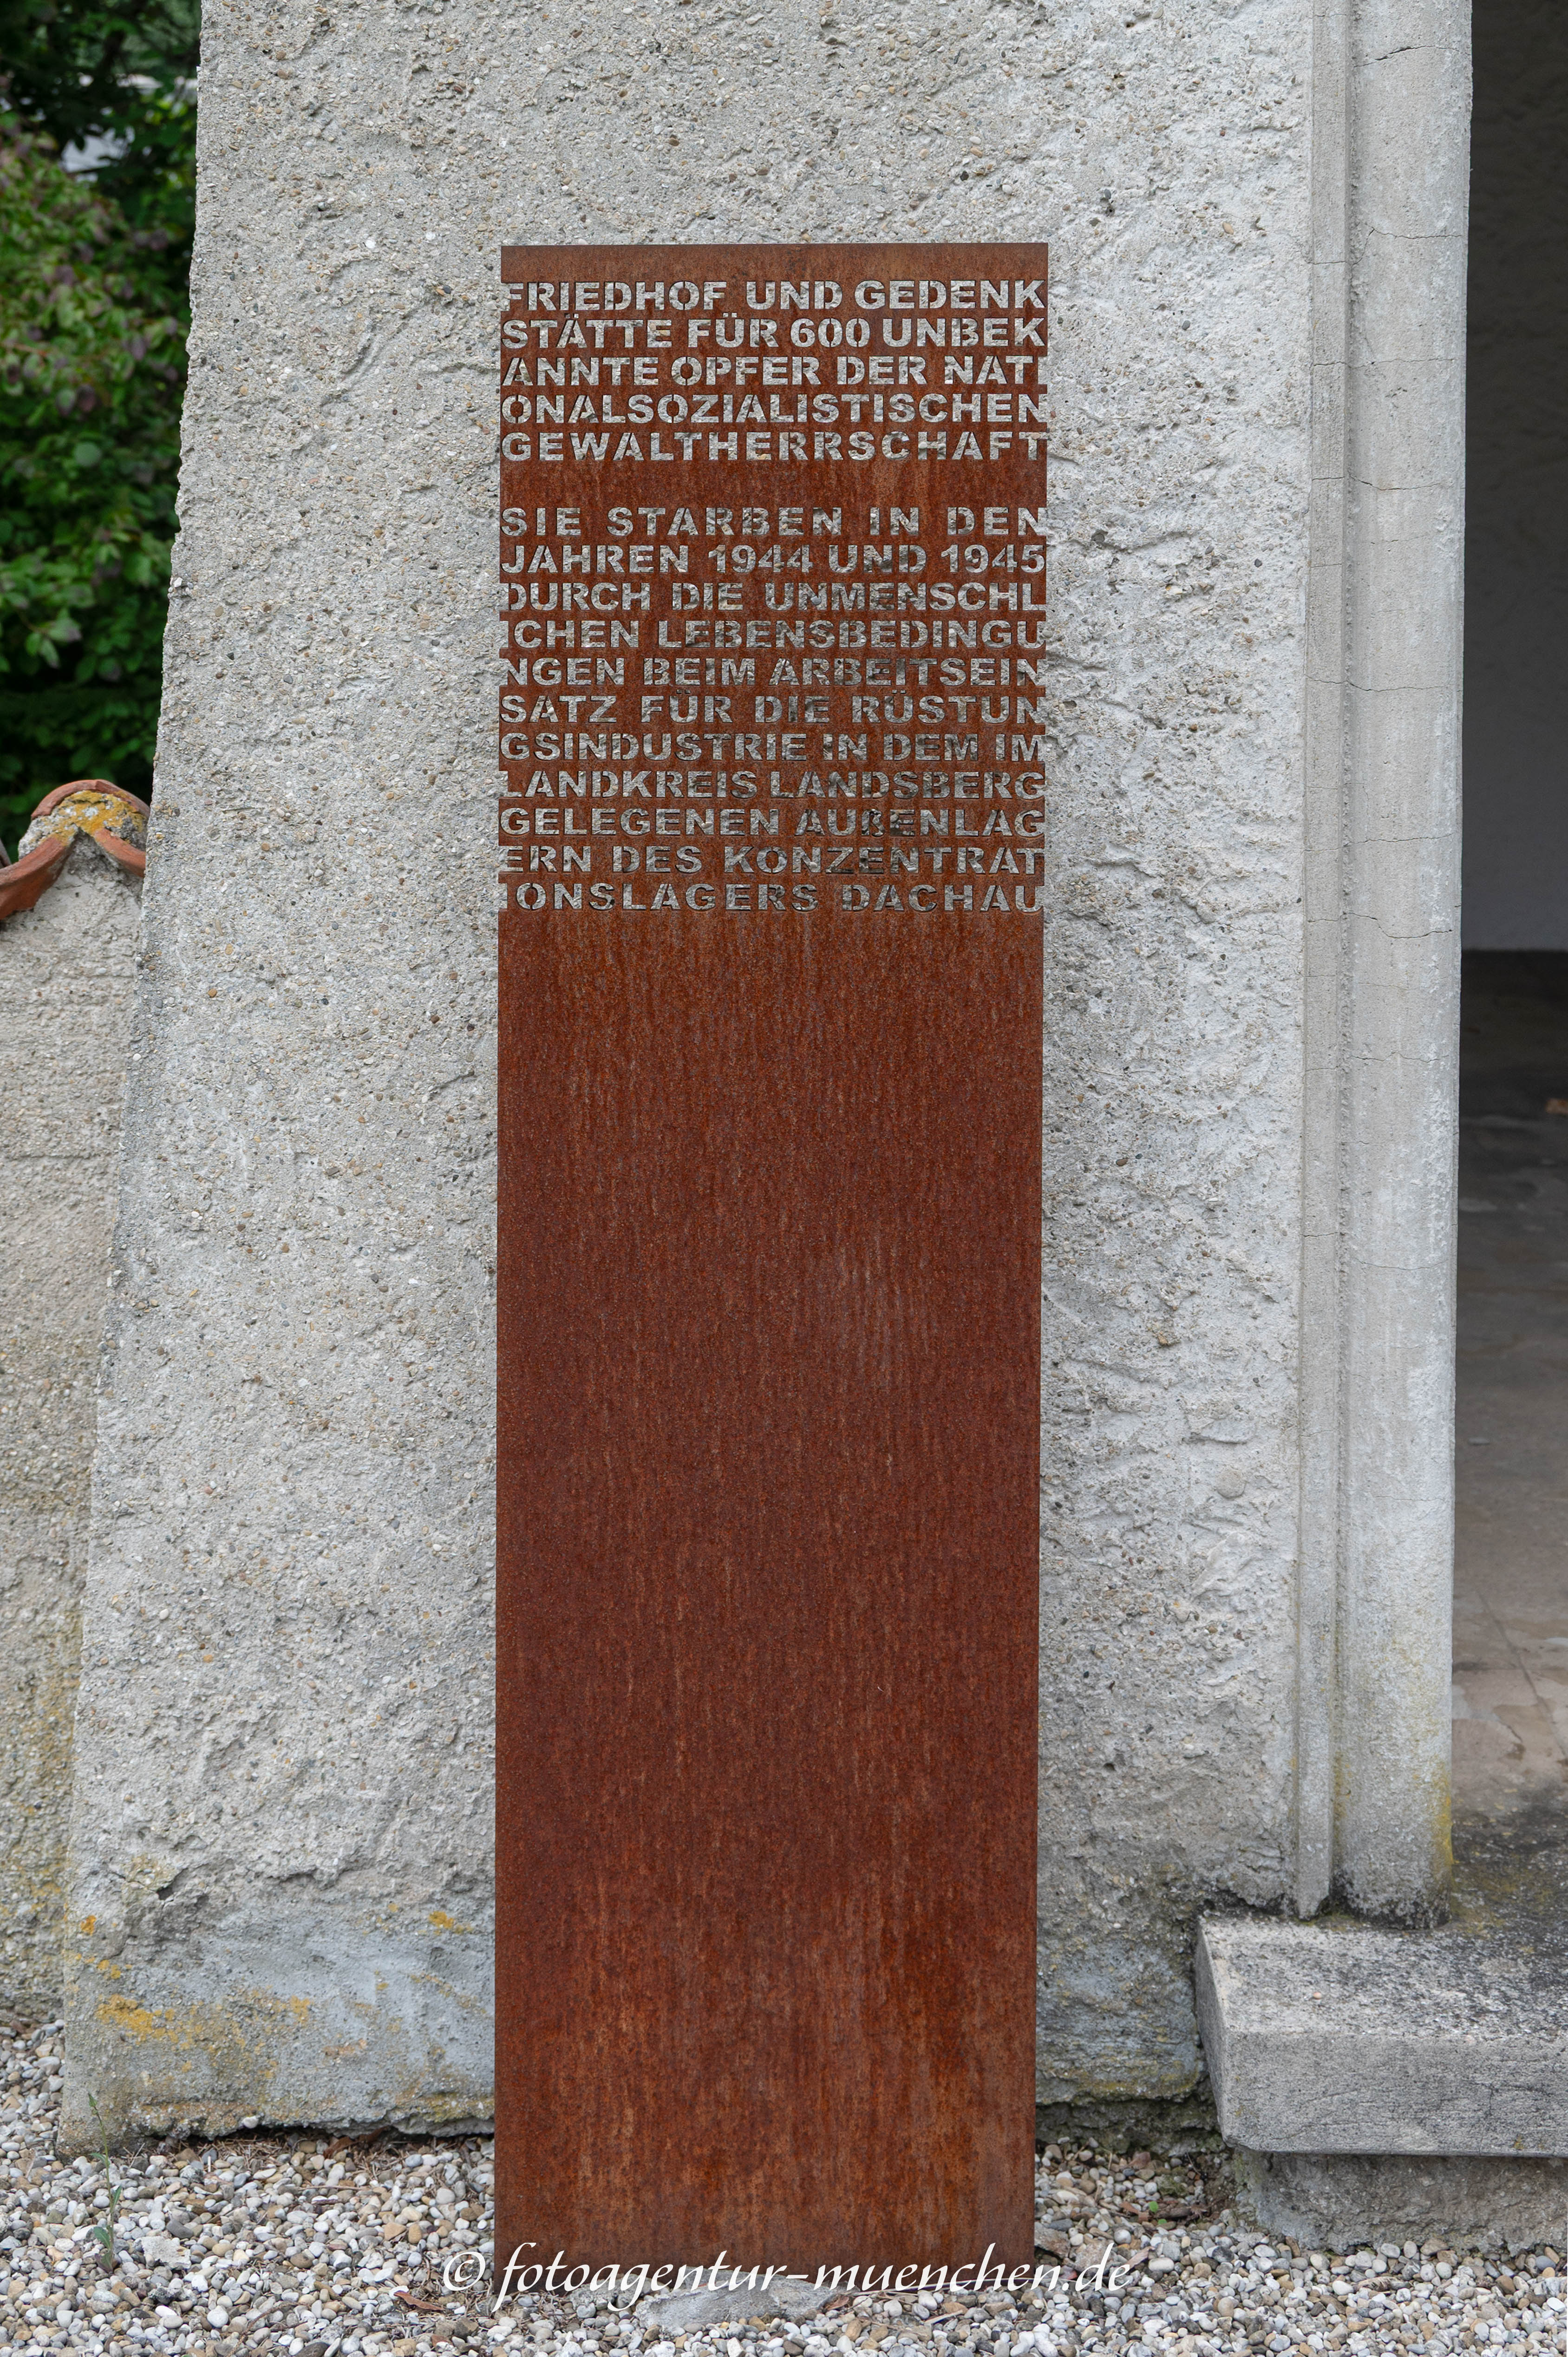 FRIEDHOF UND GEDENK
STÄTTE FÜR 600 UNBEK
ANNTE OPFER DER NATI
ONALSOZIALISTISCHEN
GEWALTHERRSCHAFT
SIE STARBEN IN DEN
JAHREN 1944 UND 1945
DURCH DIE UNMENSCHL
ICHEN LEBENSBEDINGU
NGEN BEIM ARBEITSEIN
SATZ FÜR DIE RÜSTUN
GSINDUSTRIE IN DEM IM
LANDKREIS LANDSBERG
GELEGENEN AUßENLAG
ERN DES KONZENTRAT
IONSLAGERS DACHAU
© fotoagentur-muenchen.de